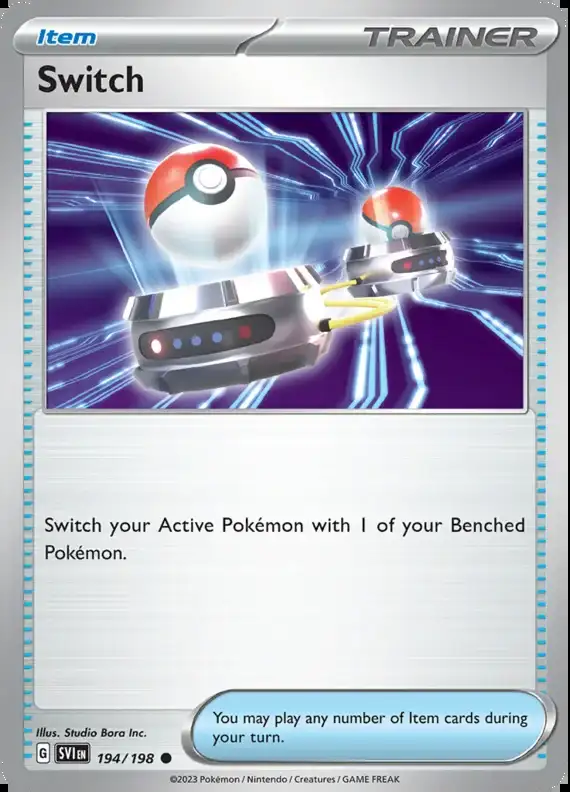 Item
TRAINER
Switch
Switch your Active Pokémon with 1 of your Benched
Pokémon.
You may play any number of Item cards during
your turn.
Illus. Studio Bora Inc.
G SVI EN 194/198
©2023 Pokémon / Nintendo / Creatures / GAME FREAK